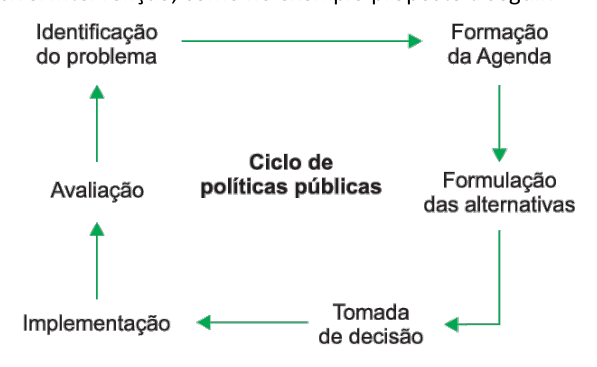 Identificação
do problema
Formação
da Agenda
Ciclo de
políticas públicas
Avaliação
Formulação
das alternativas
Implementação
Tomada
de decisão